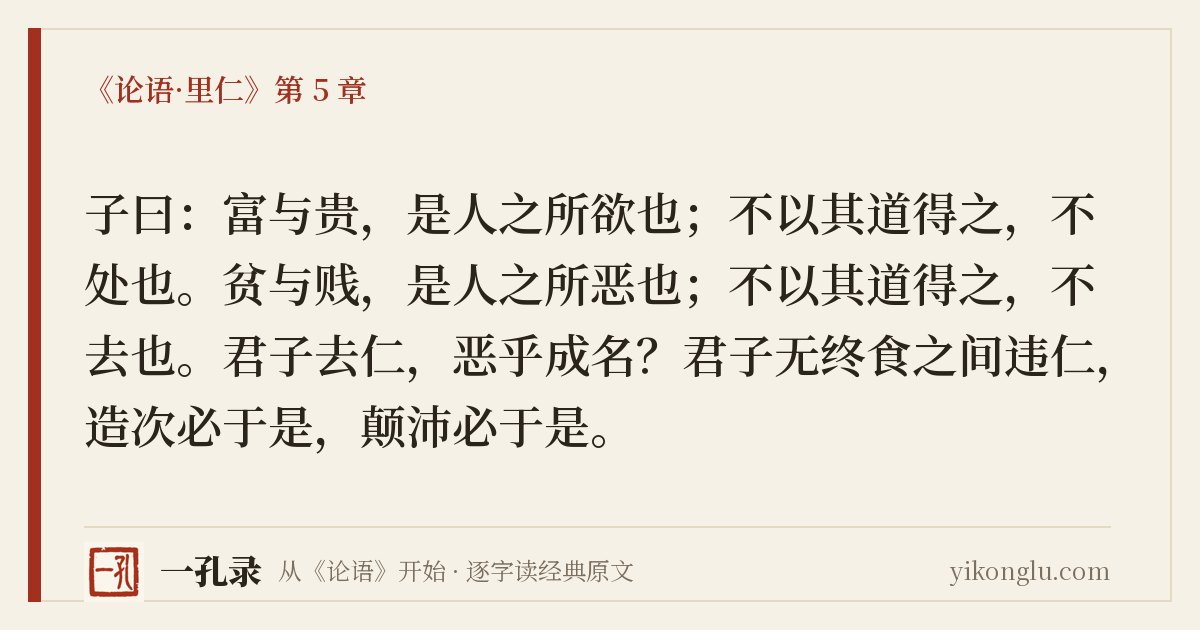 《论语·里仁》第 5 章
子曰：富与贵，是人之所欲也；不以其道得之，不
处也。贫与贱，是人之所恶也；不以其道得之，不
去也。君子去仁，恶乎成名？君子无终食之间违仁，
造次必于是，颠沛必于是。
一孔
一孔录 从《论语》开始 · 逐字读经典原文 yikonglu.com